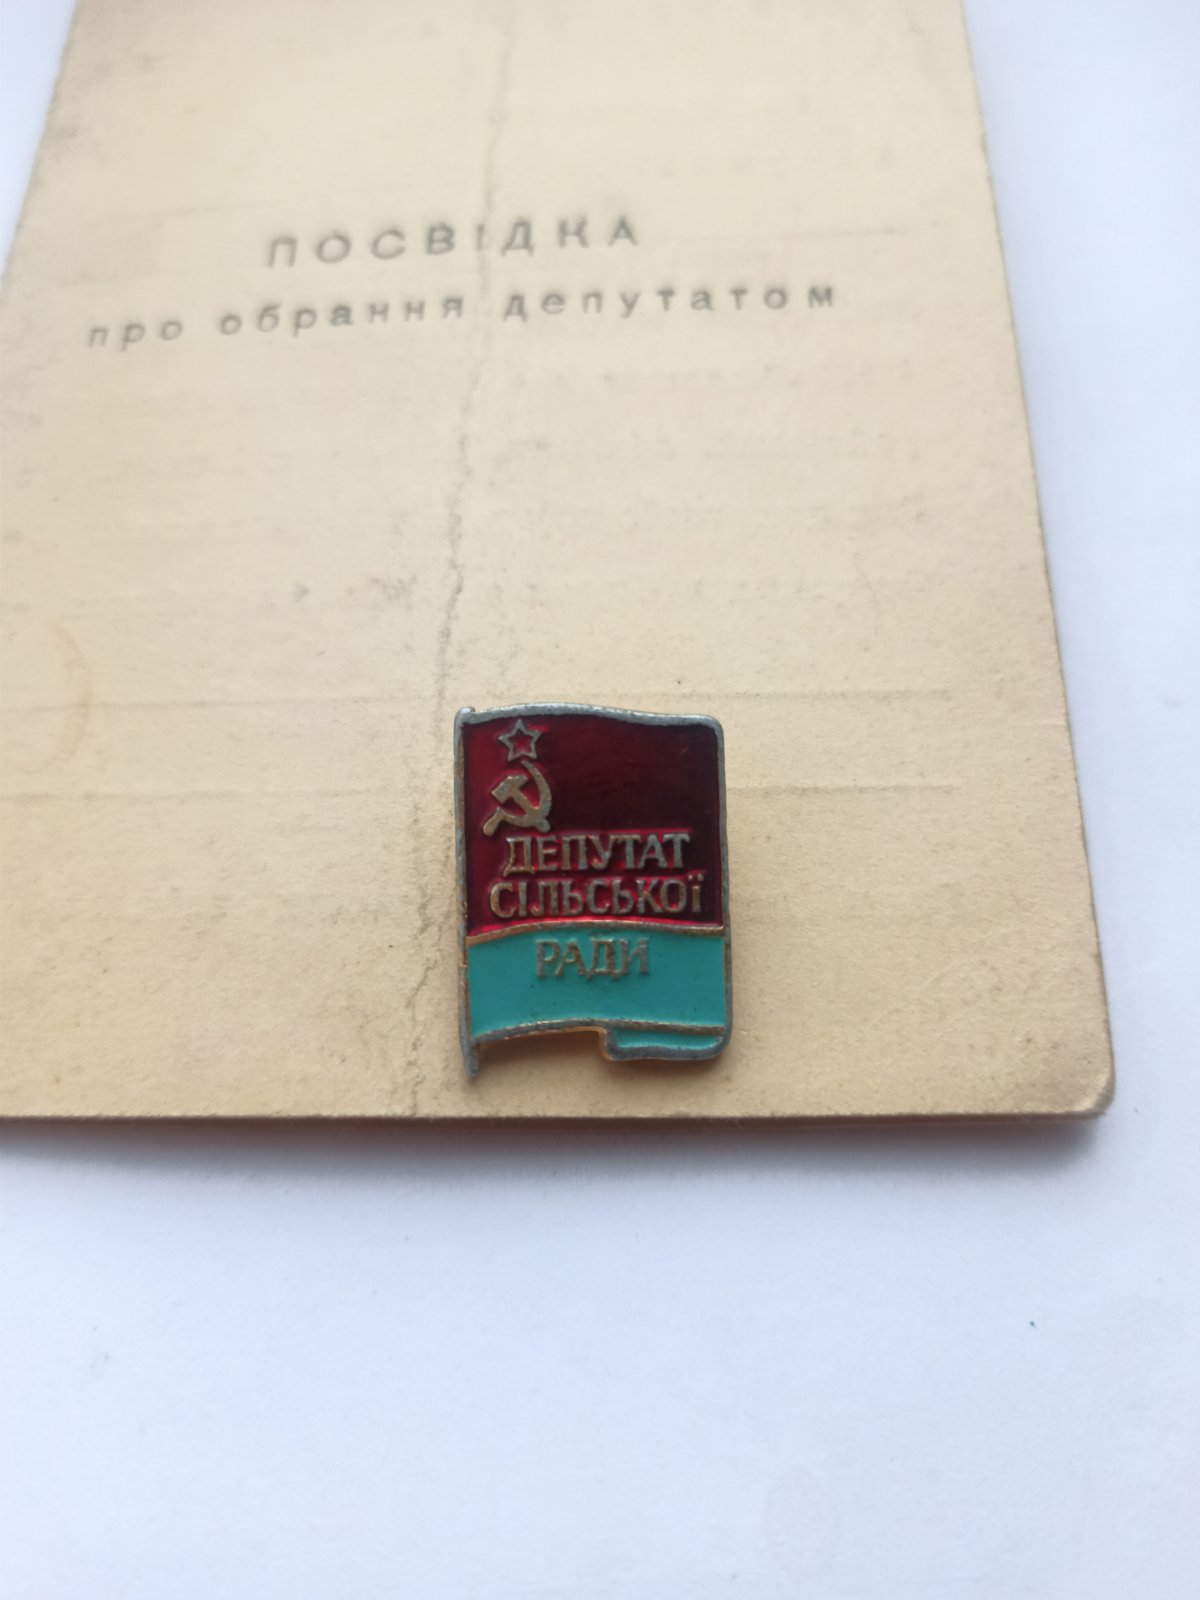 ПОСВІДКА
про обрання депутатом
ДЕПУТАТ
СІЛЬСЬКОЇ
РАДИ